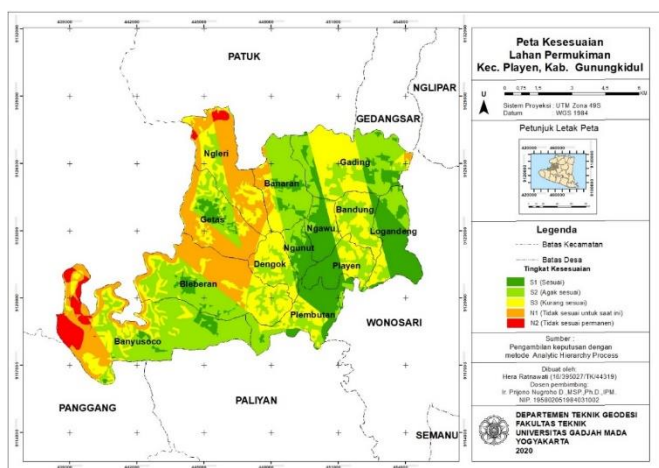 PATUK
NGLIPAR
GEDANGSAR
Ngleri
Gading
Banaran
Getas
Bandung
Ngawu
Logandeng
Ngunut
Dengok
Playen
Bleberan
Plembutan
Banyusoco
WONOSARI
PANGGANG
PALIYAN
SEMANU
Peta Kesesuaian
Lahan Permukiman
Kec. Playen, Kab. Gunungkidul
U
Sistem Proyeksi : UTM Zona 49S
Datum : WGS 1984
Petunjuk Letak Peta
Legenda
Batas Kecamatan
Batas Desa
Tingkat Kesesuaian
S1 (Sesuai)
S2 (Agak sesuai)
S3 (Kurang sesuai)
N1 (Tidak sesuai untuk saat ini)
N2 (Tidak sesuai permanen)
Sumber :
Pengambilan keputusan dengan
metode Analytic Hierarchy Process
Dibuat oleh:
Hera Ratnawati (16/395027/TK/44319)
Dosen pembimbing:
Ir. Prijono Nugroho D.,MSP.,Ph.D.,IPM.
DEPARTEMEN TEKNIK GEODESI
FAKULTAS TEKNIK
UNIVERSITAS GADJAH MADA
YOGYAKARTA
2020